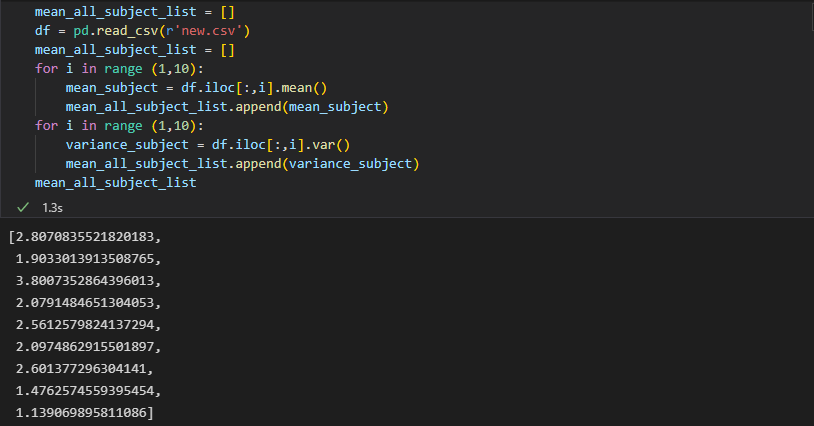 mean_all_subject_list = []
df = pd.read_csv(r'new.csv')
mean_all_subject_list = []
for i in range (1,10):
    mean_subject = df.iloc[:,i].mean()
    mean_all_subject_list.append(mean_subject)
for i in range (1,10):
    variance_subject = df.iloc[:,i].var()
    mean_all_subject_list.append(variance_subject)
mean_all_subject_list
1.3s
[2.8070835521820183,
1.9033013913508765,
3.8007352864396013,
2.0791484651304053,
2.5612579824137294,
2.0974862915501897,
2.601377296304141,
1.4762574559395454,
1.139069895811086]